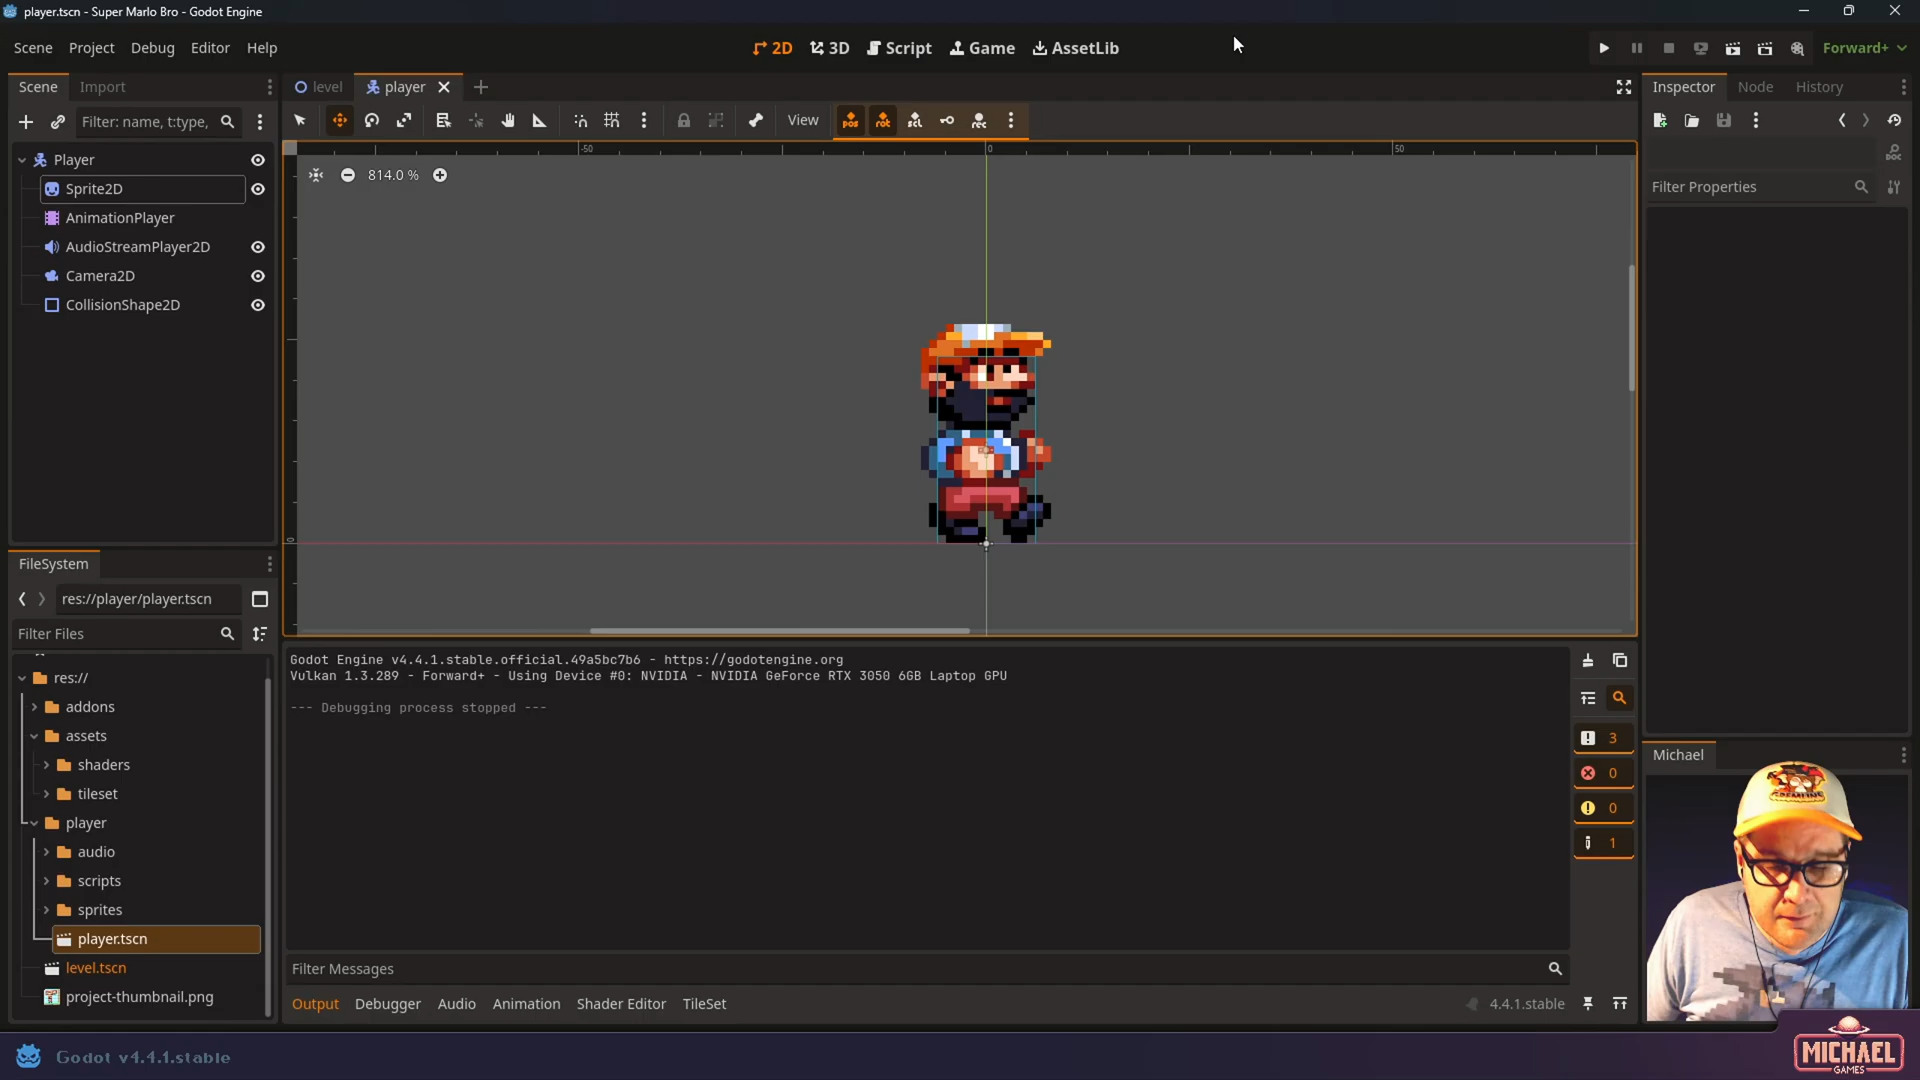 player.tscn - Super Marlo Bro - Godot Engine
Scene Project Debug Editor Help
2D 3D Script Game AssetLib
Forward+
Scene Import
Filter: name, t:type,
Player
Sprite2D
AnimationPlayer
AudioStreamPlayer2D
Camera2D
CollisionShape2D
level player
View
-50 0 50
814.0 %
0
Inspector Node History
Filter Properties
FileSystem
res://player/player.tscn
Filter Files
res://
addons
assets
shaders
tileset
player
audio
scripts
sprites
player.tscn
level.tscn
project-thumbnail.png
Godot Engine v4.4.1.stable.official.49a5bc7b6 - https://godotengine.org
Vulkan 1.3.289 - Forward+ - Using Device #0: NVIDIA - NVIDIA GeForce RTX 3050 6GB Laptop GPU
--- Debugging process stopped ---
3
0
0
1
Filter Messages
Output Debugger Audio Animation Shader Editor TileSet
4.4.1.stable
Michael
Godot v4.4.1.stable
MICHAEL
GAMES